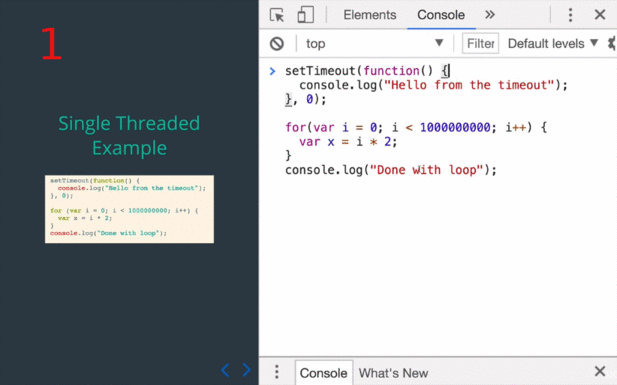 1
Single Threaded
Example
setTimeout(function() {
  console.log("Hello from the timeout");
}, 0);
for (var i = 0; i < 1000000000; i++) {
  var x = i * 2;
}
console.log("Done with loop");
Elements Console »
top Filter Default levels
> setTimeout(function() {
  console.log("Hello from the timeout");
}, 0);
for(var i = 0; i < 1000000000; i++) {
  var x = i * 2;
}
console.log("Done with loop");
Console What's New